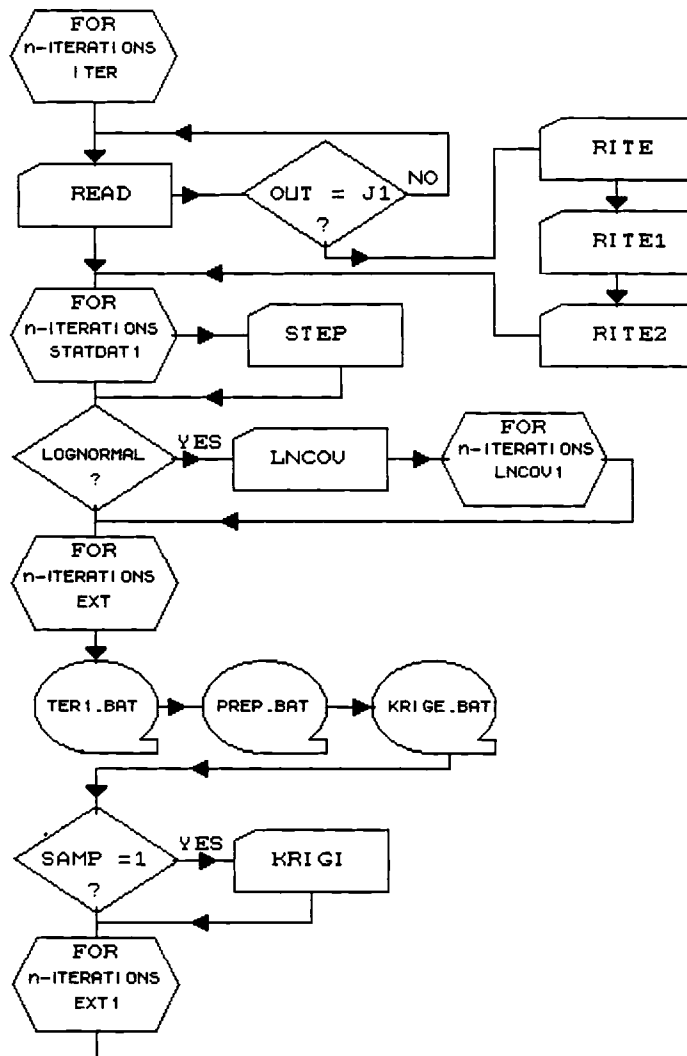 FOR
n-ITERATIONS
ITER
READ
OUT = J1
?
NO
RITE
RITE1
RITE2
FOR
n-ITERATIONS
STATDAT1
STEP
LOGNORMAL
?
YES
LNCOV
FOR
n-ITERATIONS
LNCOV1
FOR
n-ITERATIONS
EXT
TER1.BAT
PREP.BAT
KRIGE.BAT
SAMP =1
?
YES
KRIGI
FOR
n-ITERATIONS
EXT1